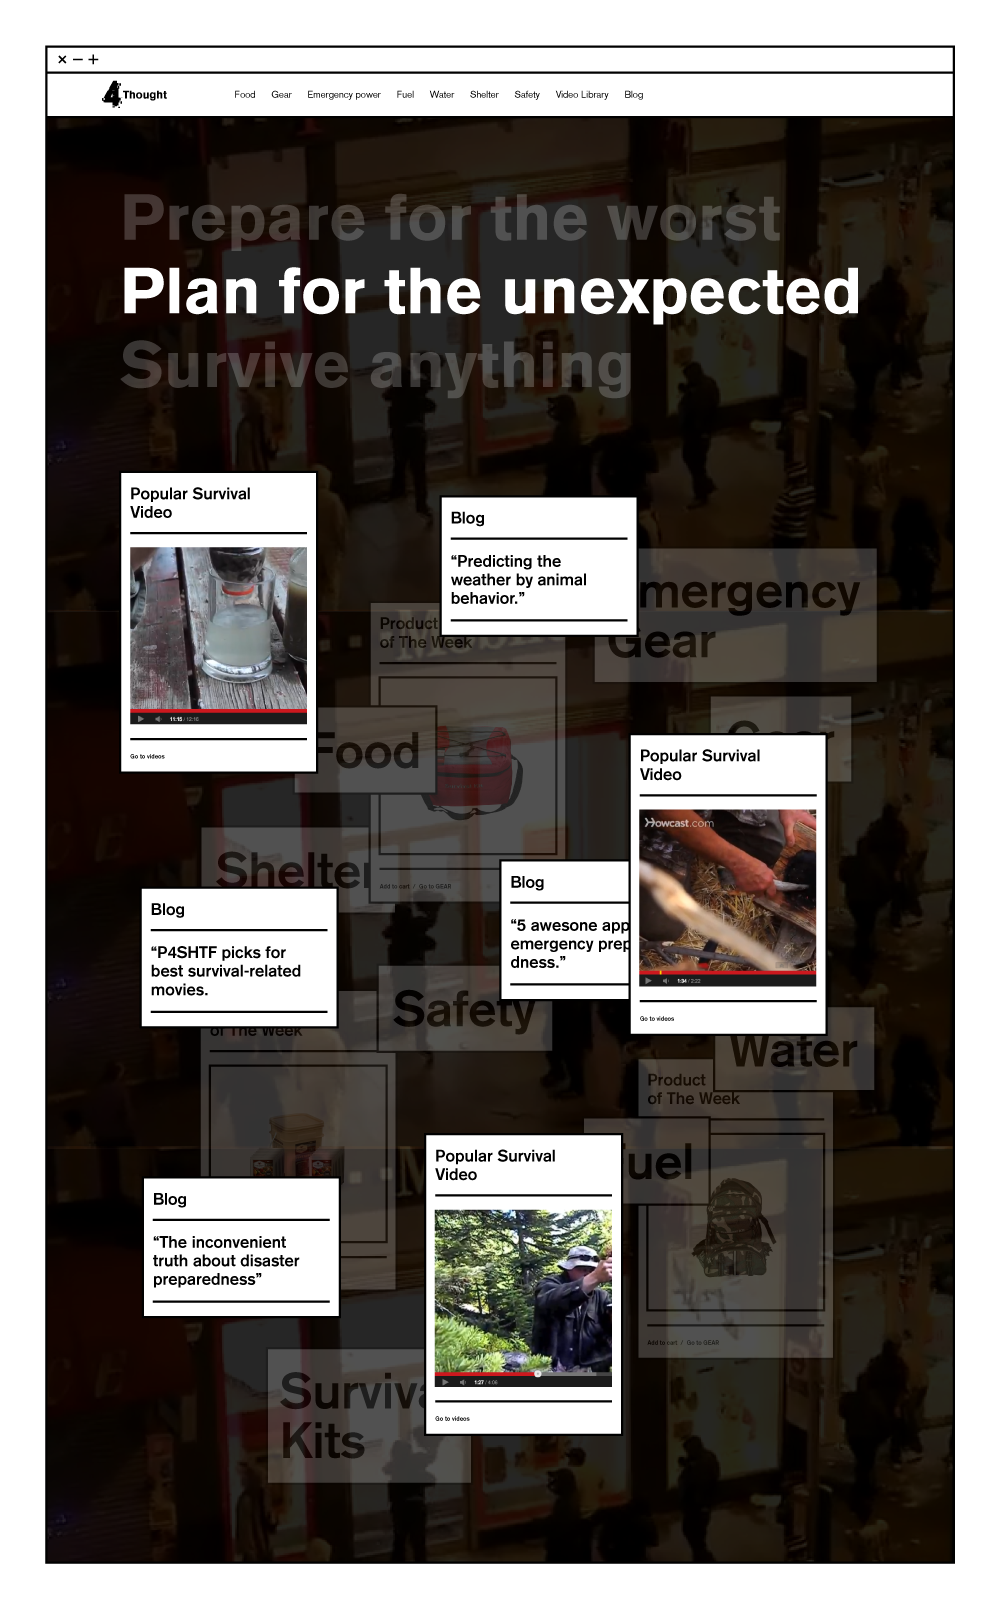 4Thought
Food Gear Emergency power Fuel Water Shelter Safety Video Library Blog
Prepare for the worst
Plan for the unexpected
Survive anything
Popular Survival
Video
11:15 / 12:16
Go to videos
Blog
“Predicting the
weather by animal
behavior.”
Emergency
Gear
Product
of The Week
Add to cart / Go to GEAR
Food
Gear
Popular Survival
Video
Howcast.com
1:34 / 2:22
Go to videos
Shelter
Blog
“P4SHTF picks for
best survival-related
movies.
Blog
“5 awesone app
emergency prep
dness.”
Safety
of The Week
Water
Product
of The Week
Add to cart / Go to GEAR
Fuel
Popular Survival
Video
1:27 / 4:06
Go to videos
Blog
“The inconvenient
truth about disaster
preparedness”
Surviva
Kits